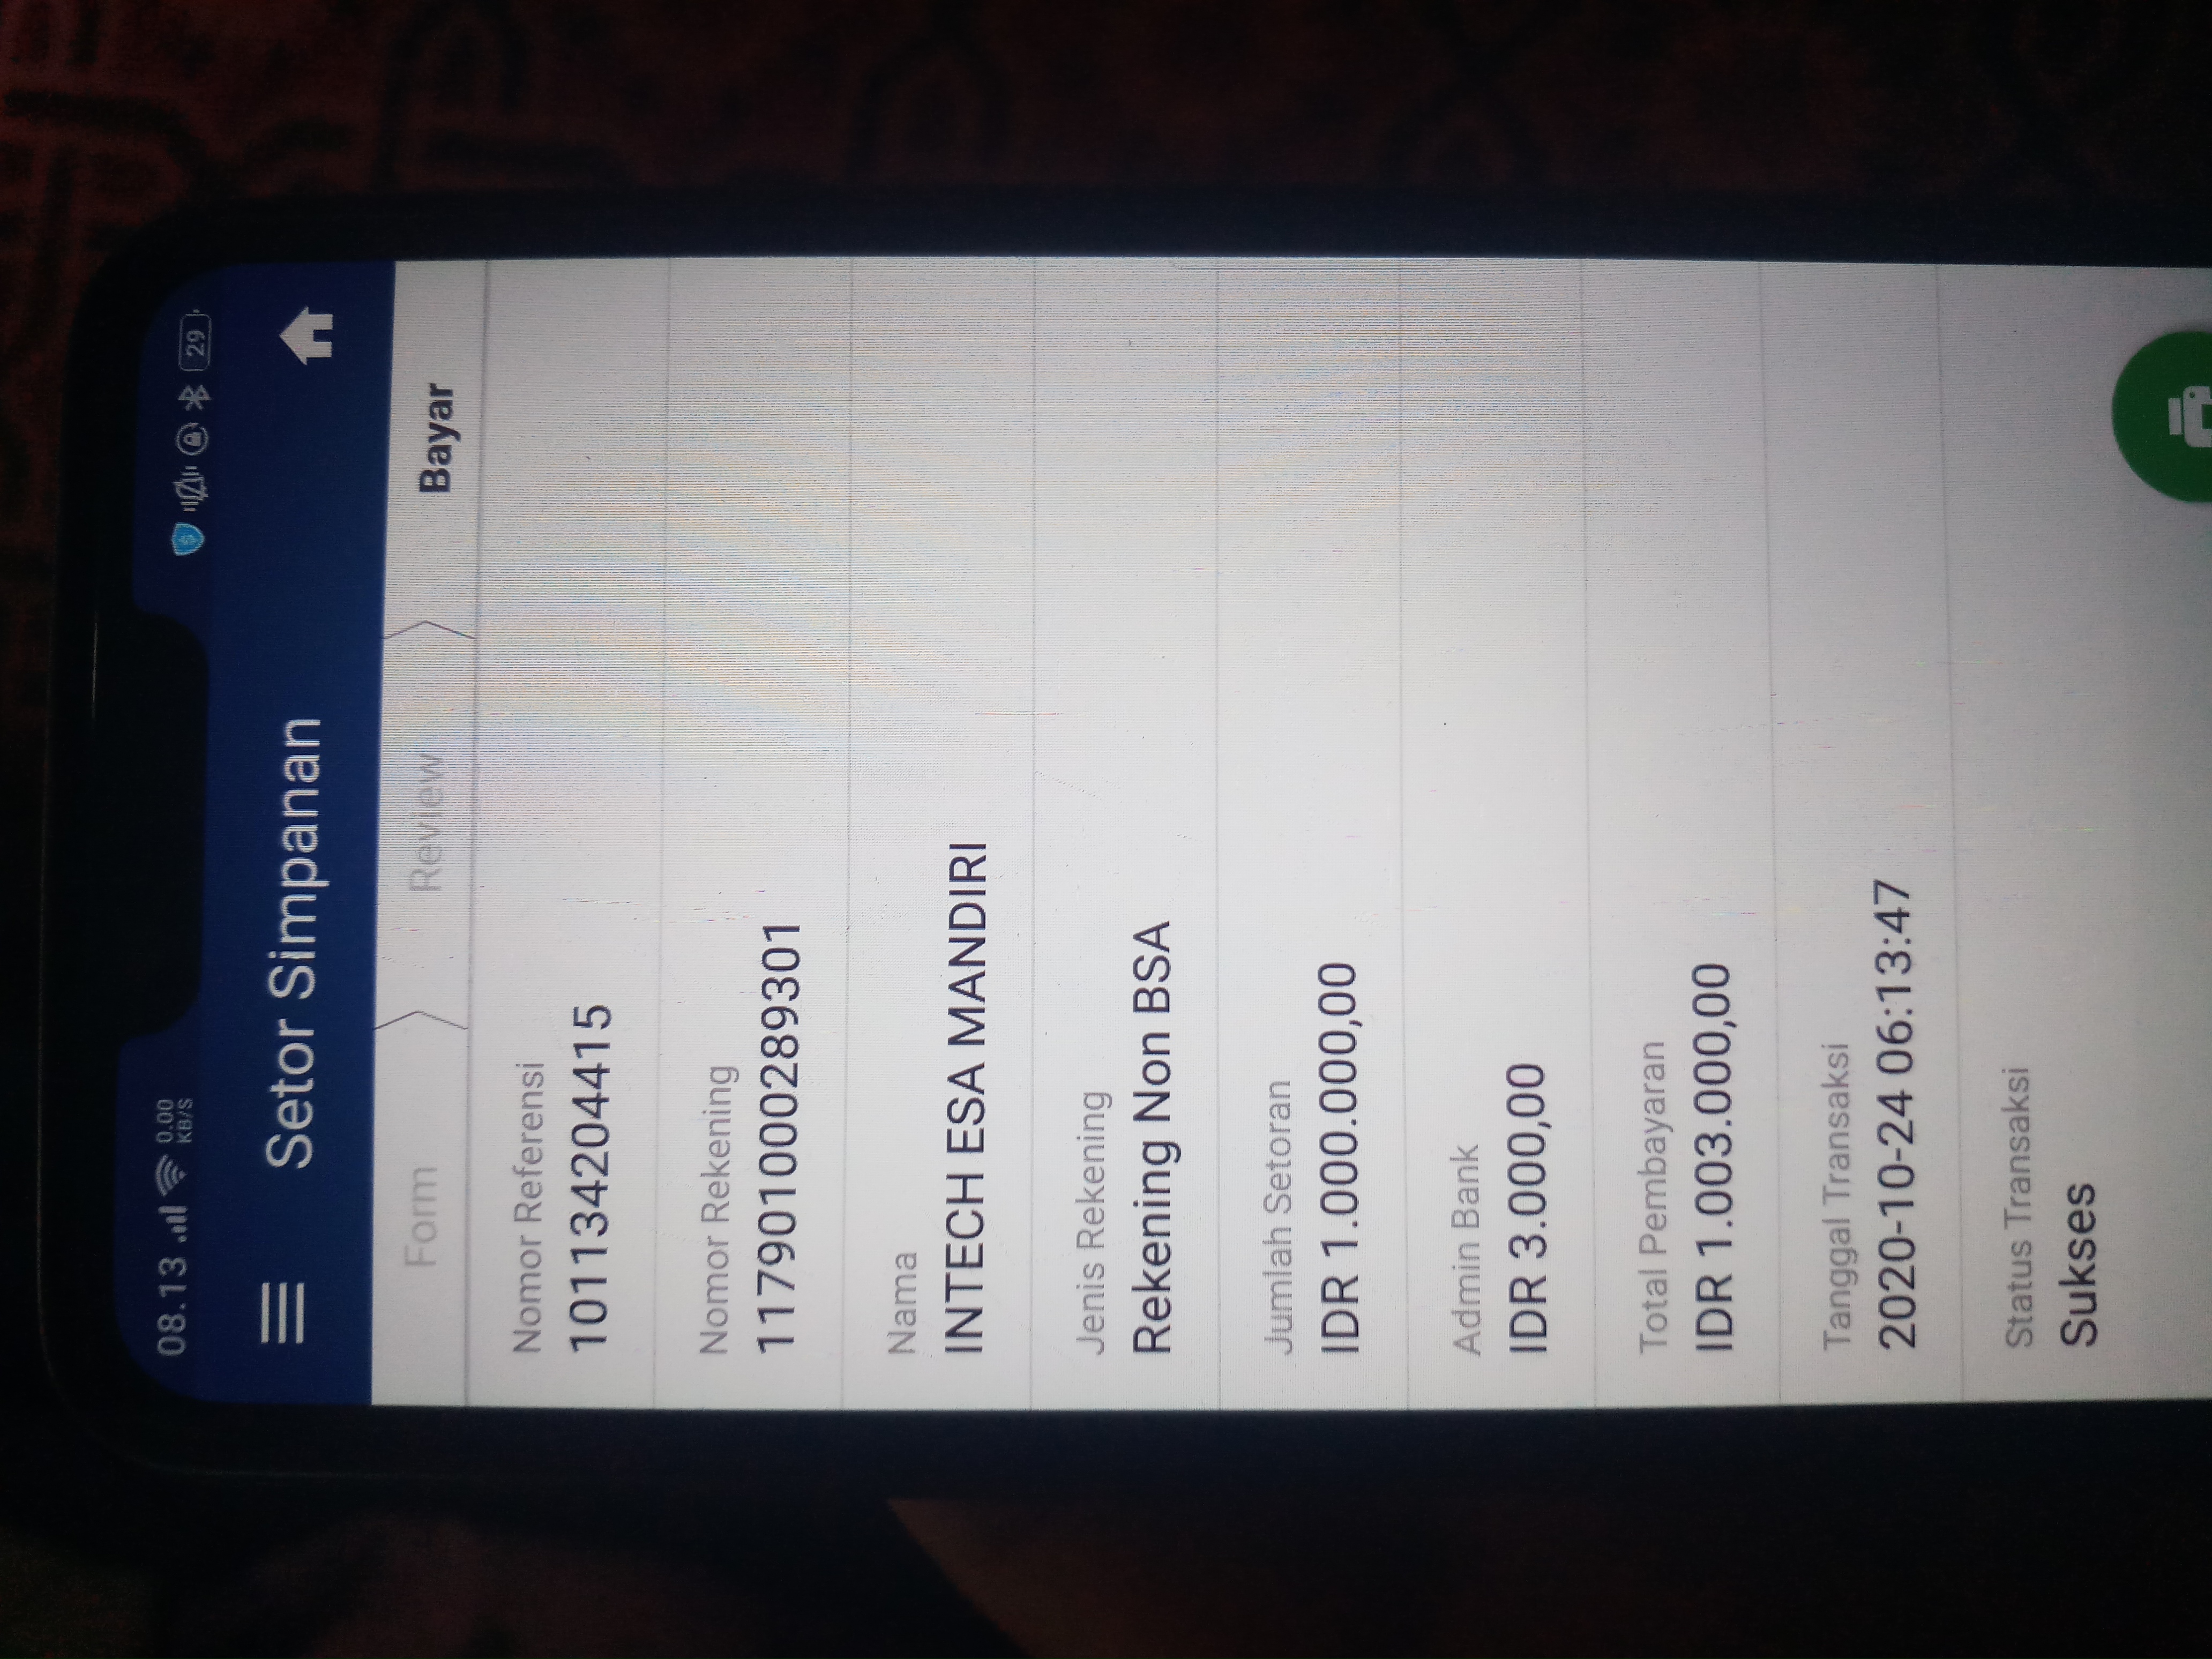 08.13 0.00 KB/S 29
Setor Simpanan
Form Review Bayar
Nomor Referensi
101134204415
Nomor Rekening
117901000289301
Nama
INTECH ESA MANDIRI
Jenis Rekening
Rekening Non BSA
Jumlah Setoran
IDR 1.000.000,00
Admin Bank
IDR 3.000,00
Total Pembayaran
IDR 1.003.000,00
Tanggal Transaksi
2020-10-24 06:13:47
Status Transaksi
Sukses